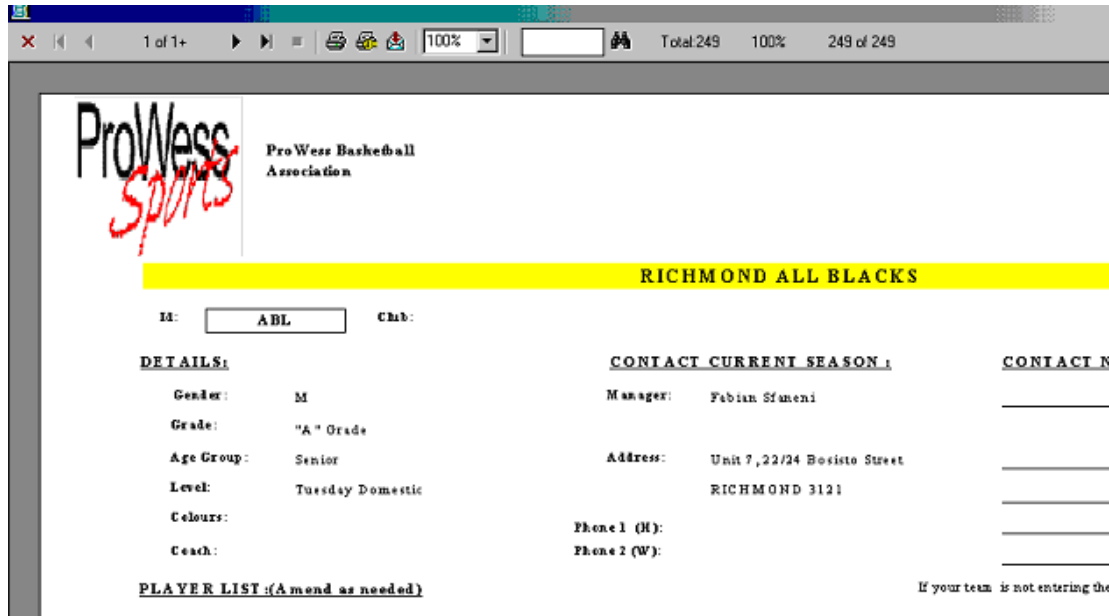 1 of 1+ 100% Total:249 100% 249 of 249
ProWess
Sports
ProWess Basketball
Association
RICHMOND ALL BLACKS
Id: ABL Club:
DETAILS: CONTACT CURRENT SEASON : CONTACT N
Gender: M Manager: Fabian Sfameni
Grade: "A" Grade
Age Group: Senior Address: Unit 7, 22/24 Bosisto Street
Level: Tuesday Domestic RICHMOND 3121
Colours:
Phone 1 (H):
Coach: Phone 2 (W):
PLAYER LIST :(Amend as needed) If your team is not entering the